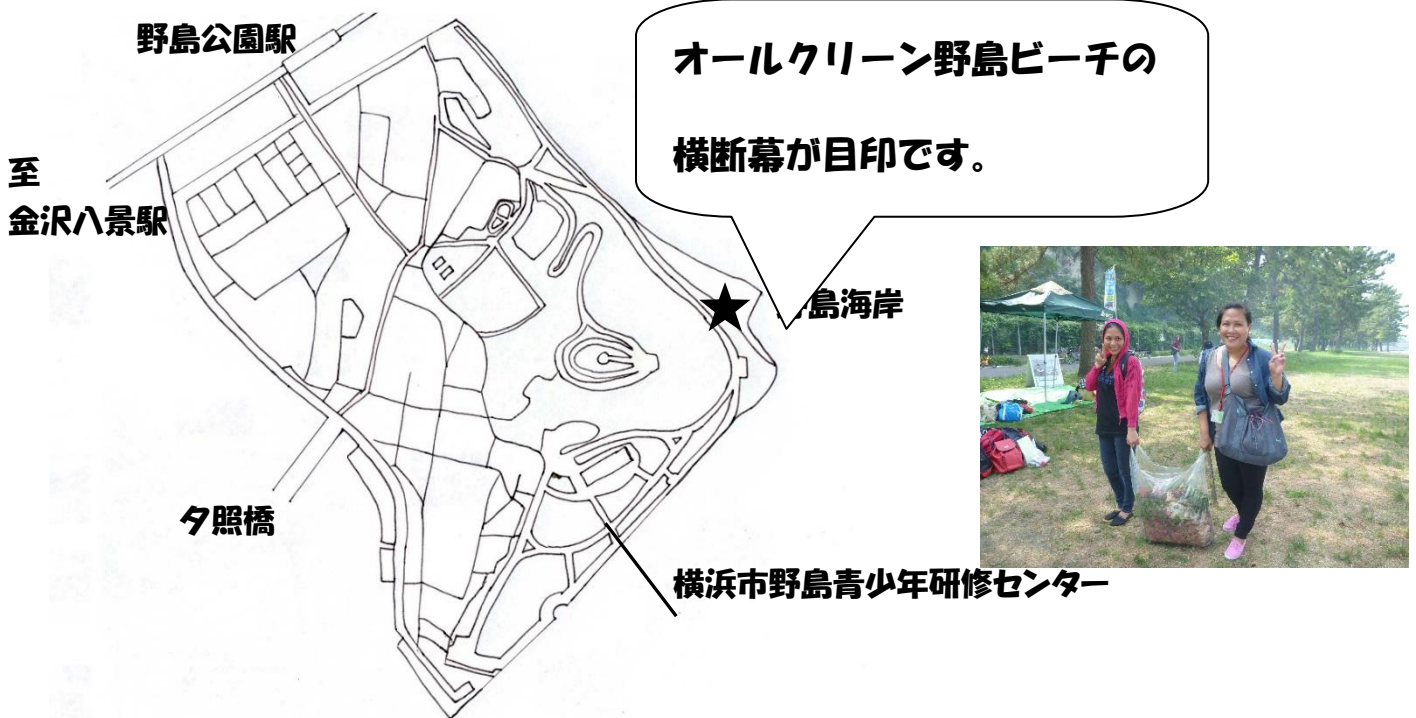 野島公園駅
オールクリーン野島ビーチの
横断幕が目印です。
至
金沢八景駅
島海岸
夕照橋
横浜市野島青少年研修センター